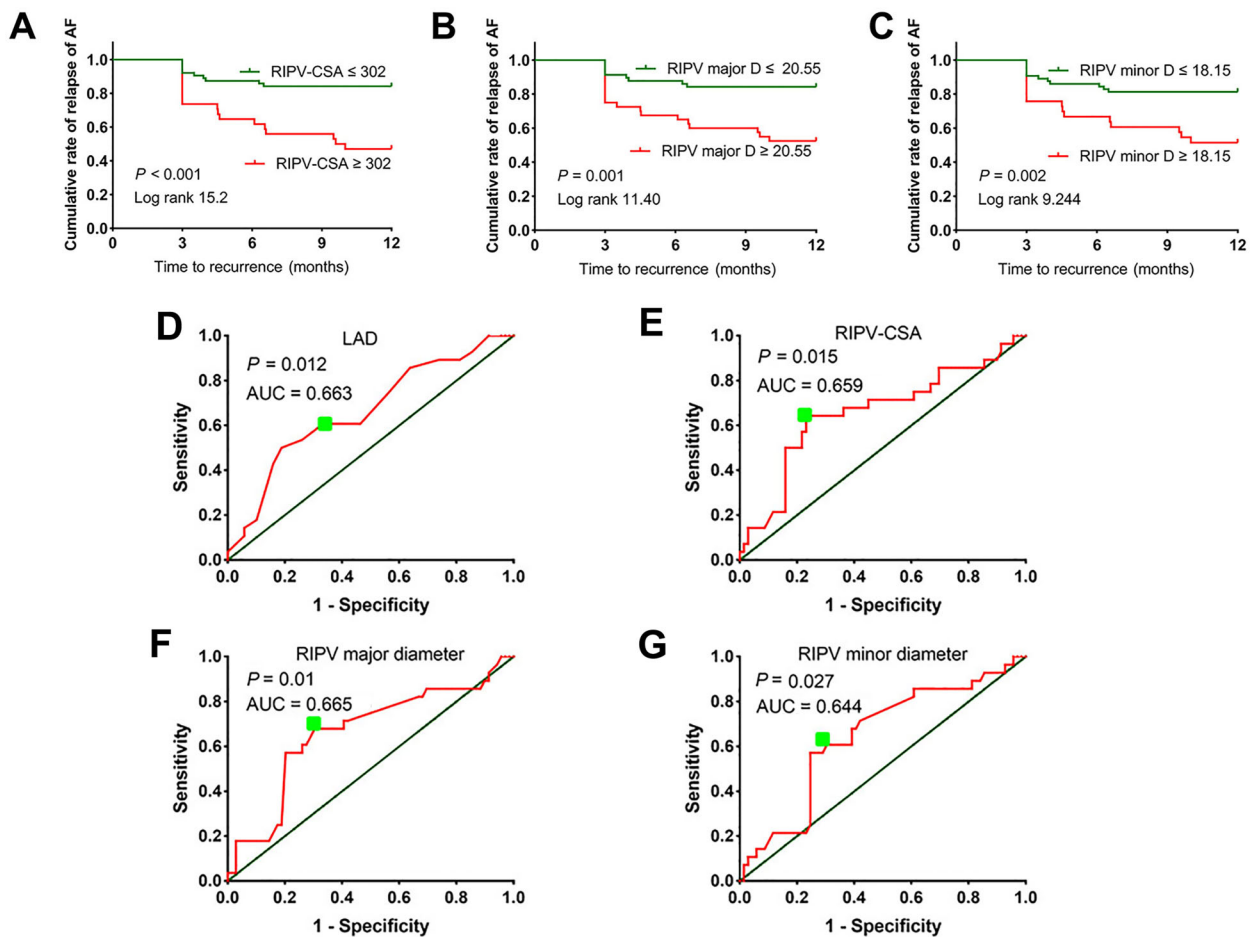 A
Cumulative rate of relapse of AF
1.0
0.8
0.6
0.4
0.2
0.0
RIPV-CSA ≤ 302
RIPV-CSA ≥ 302
P < 0.001
Log rank 15.2
0 3 6 9 12
Time to recurrence (months)
B
Cumulative rate of relapse of AF
1.0
0.8
0.6
0.4
0.2
0.0
RIPV major D ≤ 20.55
RIPV major D ≥ 20.55
P = 0.001
Log rank 11.40
0 3 6 9 12
Time to recurrence (months)
C
Cumulative rate of relapse of AF
1.0
0.8
0.6
0.4
0.2
0.0
RIPV minor D ≤ 18.15
RIPV minor D ≥ 18.15
P = 0.002
Log rank 9.244
0 3 6 9 12
Time to recurrence (months)
D
LAD
P = 0.012
AUC = 0.663
Sensitivity
1.0
0.8
0.6
0.4
0.2
0.0
0.0 0.2 0.4 0.6 0.8 1.0
1 - Specificity
E
RIPV-CSA
P = 0.015
AUC = 0.659
Sensitivity
1.0
0.8
0.6
0.4
0.2
0.0
0.0 0.2 0.4 0.6 0.8 1.0
1 - Specificity
F
RIPV major diameter
P = 0.01
AUC = 0.665
Sensitivity
1.0
0.8
0.6
0.4
0.2
0.0
0.0 0.2 0.4 0.6 0.8 1.0
1 - Specificity
G
RIPV minor diameter
P = 0.027
AUC = 0.644
Sensitivity
1.0
0.8
0.6
0.4
0.2
0.0
0.0 0.2 0.4 0.6 0.8 1.0
1 - Specificity